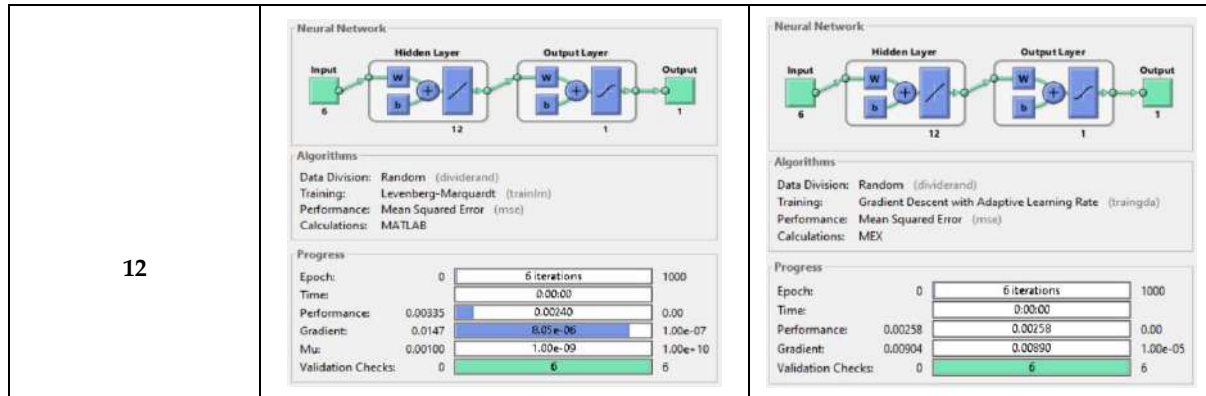 12
Neural Network
Hidden Layer
Output Layer
Input
W
b
+
W
b
+
Output
6
12
1
1
Algorithms
Data Division: Random (dividerand)
Training: Levenberg-Marquardt (trainlm)
Performance: Mean Squared Error (mse)
Calculations: MATLAB
Progress
Epoch: 0 6 iterations 1000
Time: 0:00:00
Performance: 0.00335 0.00240 0.00
Gradient: 0.0147 8.05e-06 1.00e-07
Mu: 0.00100 1.00e-09 1.00e+10
Validation Checks: 0 6 6
Neural Network
Hidden Layer
Output Layer
Input
W
b
+
W
b
+
Output
6
12
1
1
Algorithms
Data Division: Random (dividerand)
Training: Gradient Descent with Adaptive Learning Rate (traingda)
Performance: Mean Squared Error (mse)
Calculations: MEX
Progress
Epoch: 0 6 iterations 1000
Time: 0:00:00
Performance: 0.00258 0.00258 0.00
Gradient: 0.00904 0.00890 1.00e-05
Validation Checks: 0 6 6